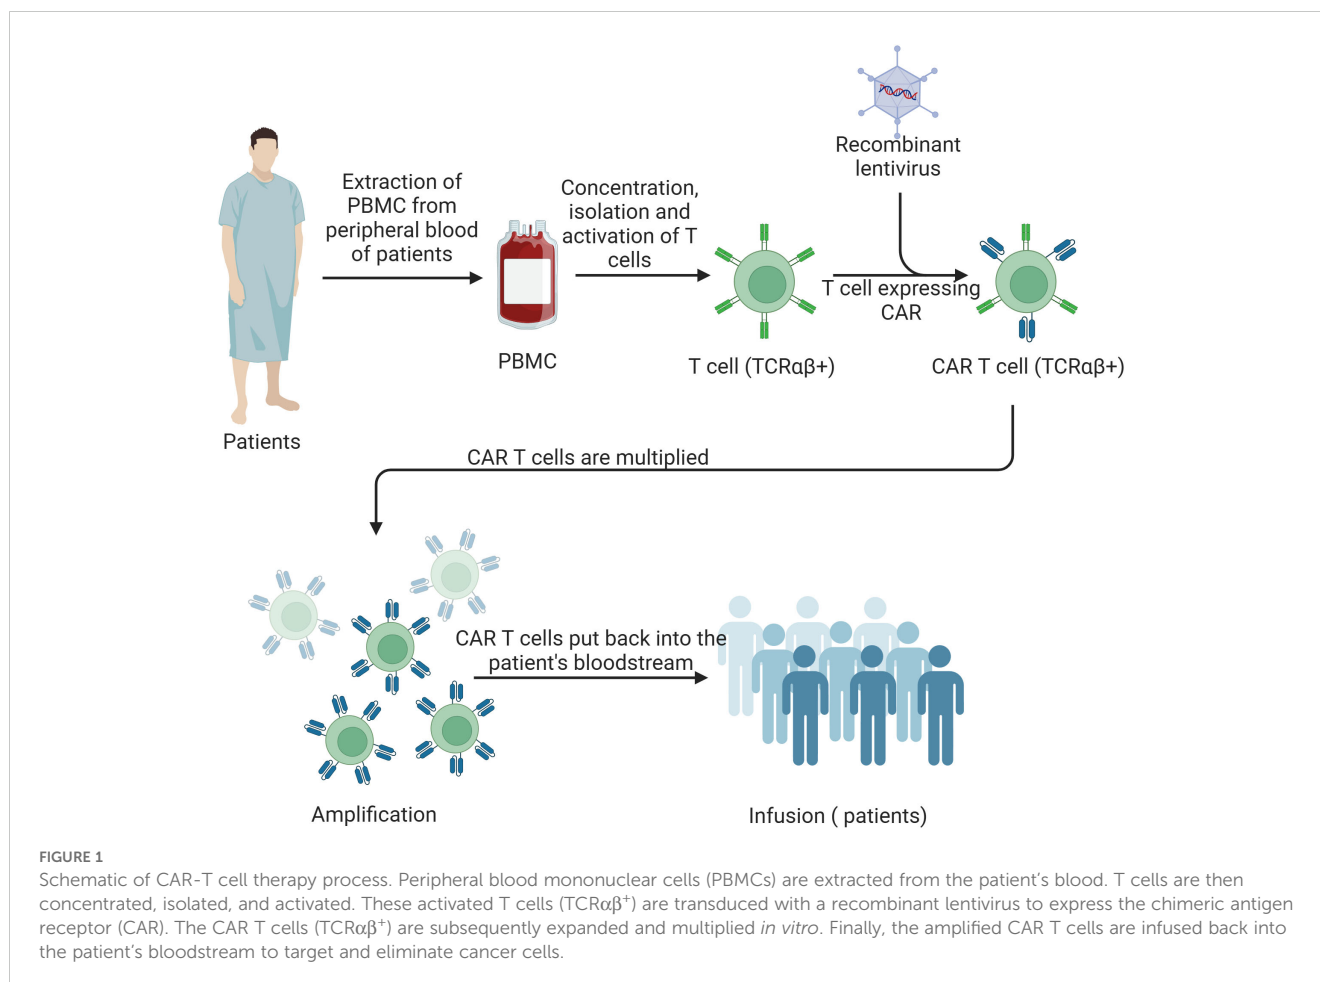 Recombinant
lentivirus
Extraction of
PBMC from
peripheral blood
of patients
Concentration,
isolation and
activation of T
cells
T cell expressing
CAR
Patients
PBMC
T cell (TCRαβ+)
CAR T cell (TCRαβ+)
CAR T cells are multiplied
CAR T cells put back into the
patient's bloodstream
Amplification
Infusion ( patients)
FIGURE 1
Schematic of CAR-T cell therapy process. Peripheral blood mononuclear cells (PBMCs) are extracted from the patient’s blood. T cells are then
concentrated, isolated, and activated. These activated T cells (TCRαβ⁺) are transduced with a recombinant lentivirus to express the chimeric antigen
receptor (CAR). The CAR T cells (TCRαβ⁺) are subsequently expanded and multiplied in vitro. Finally, the amplified CAR T cells are infused back into
the patient’s bloodstream to target and eliminate cancer cells.